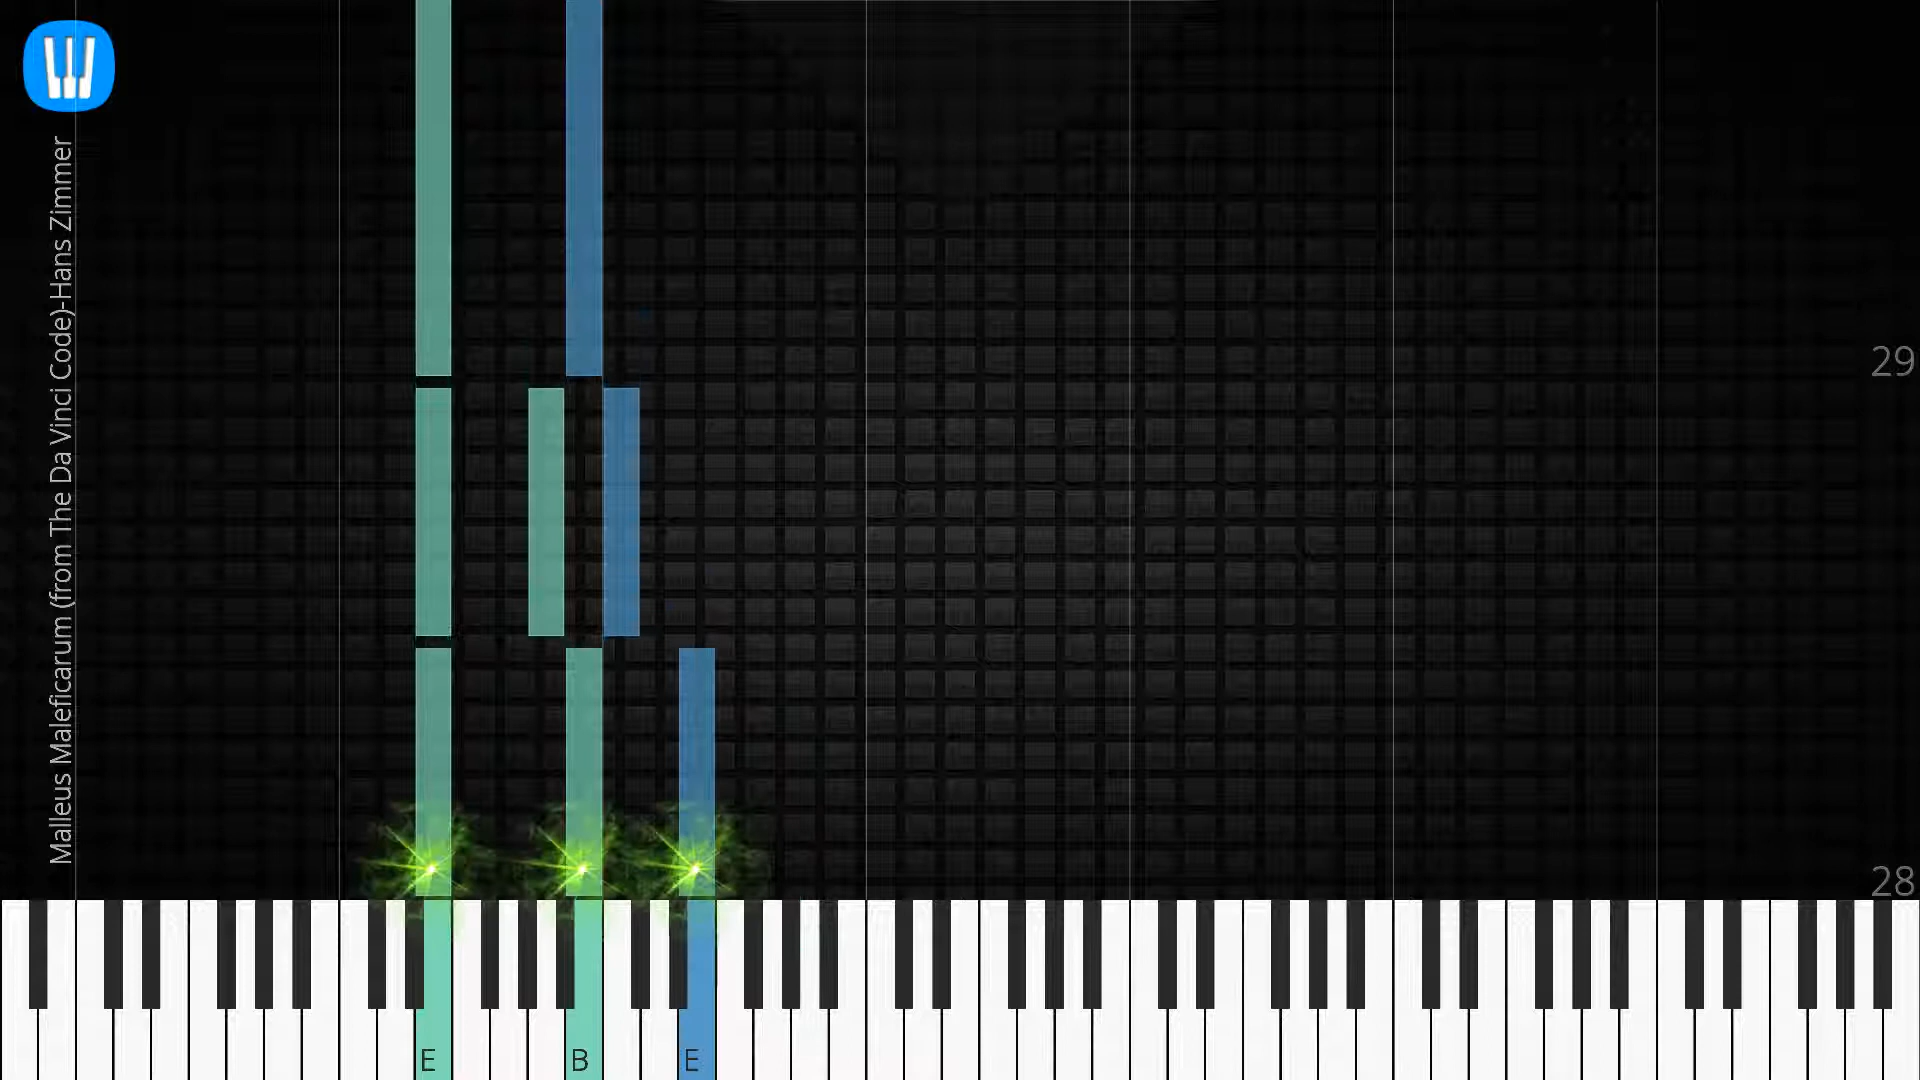 Malleus Maleficarum (from The Da Vinci Code)-Hans Zimmer
29
28
E B E